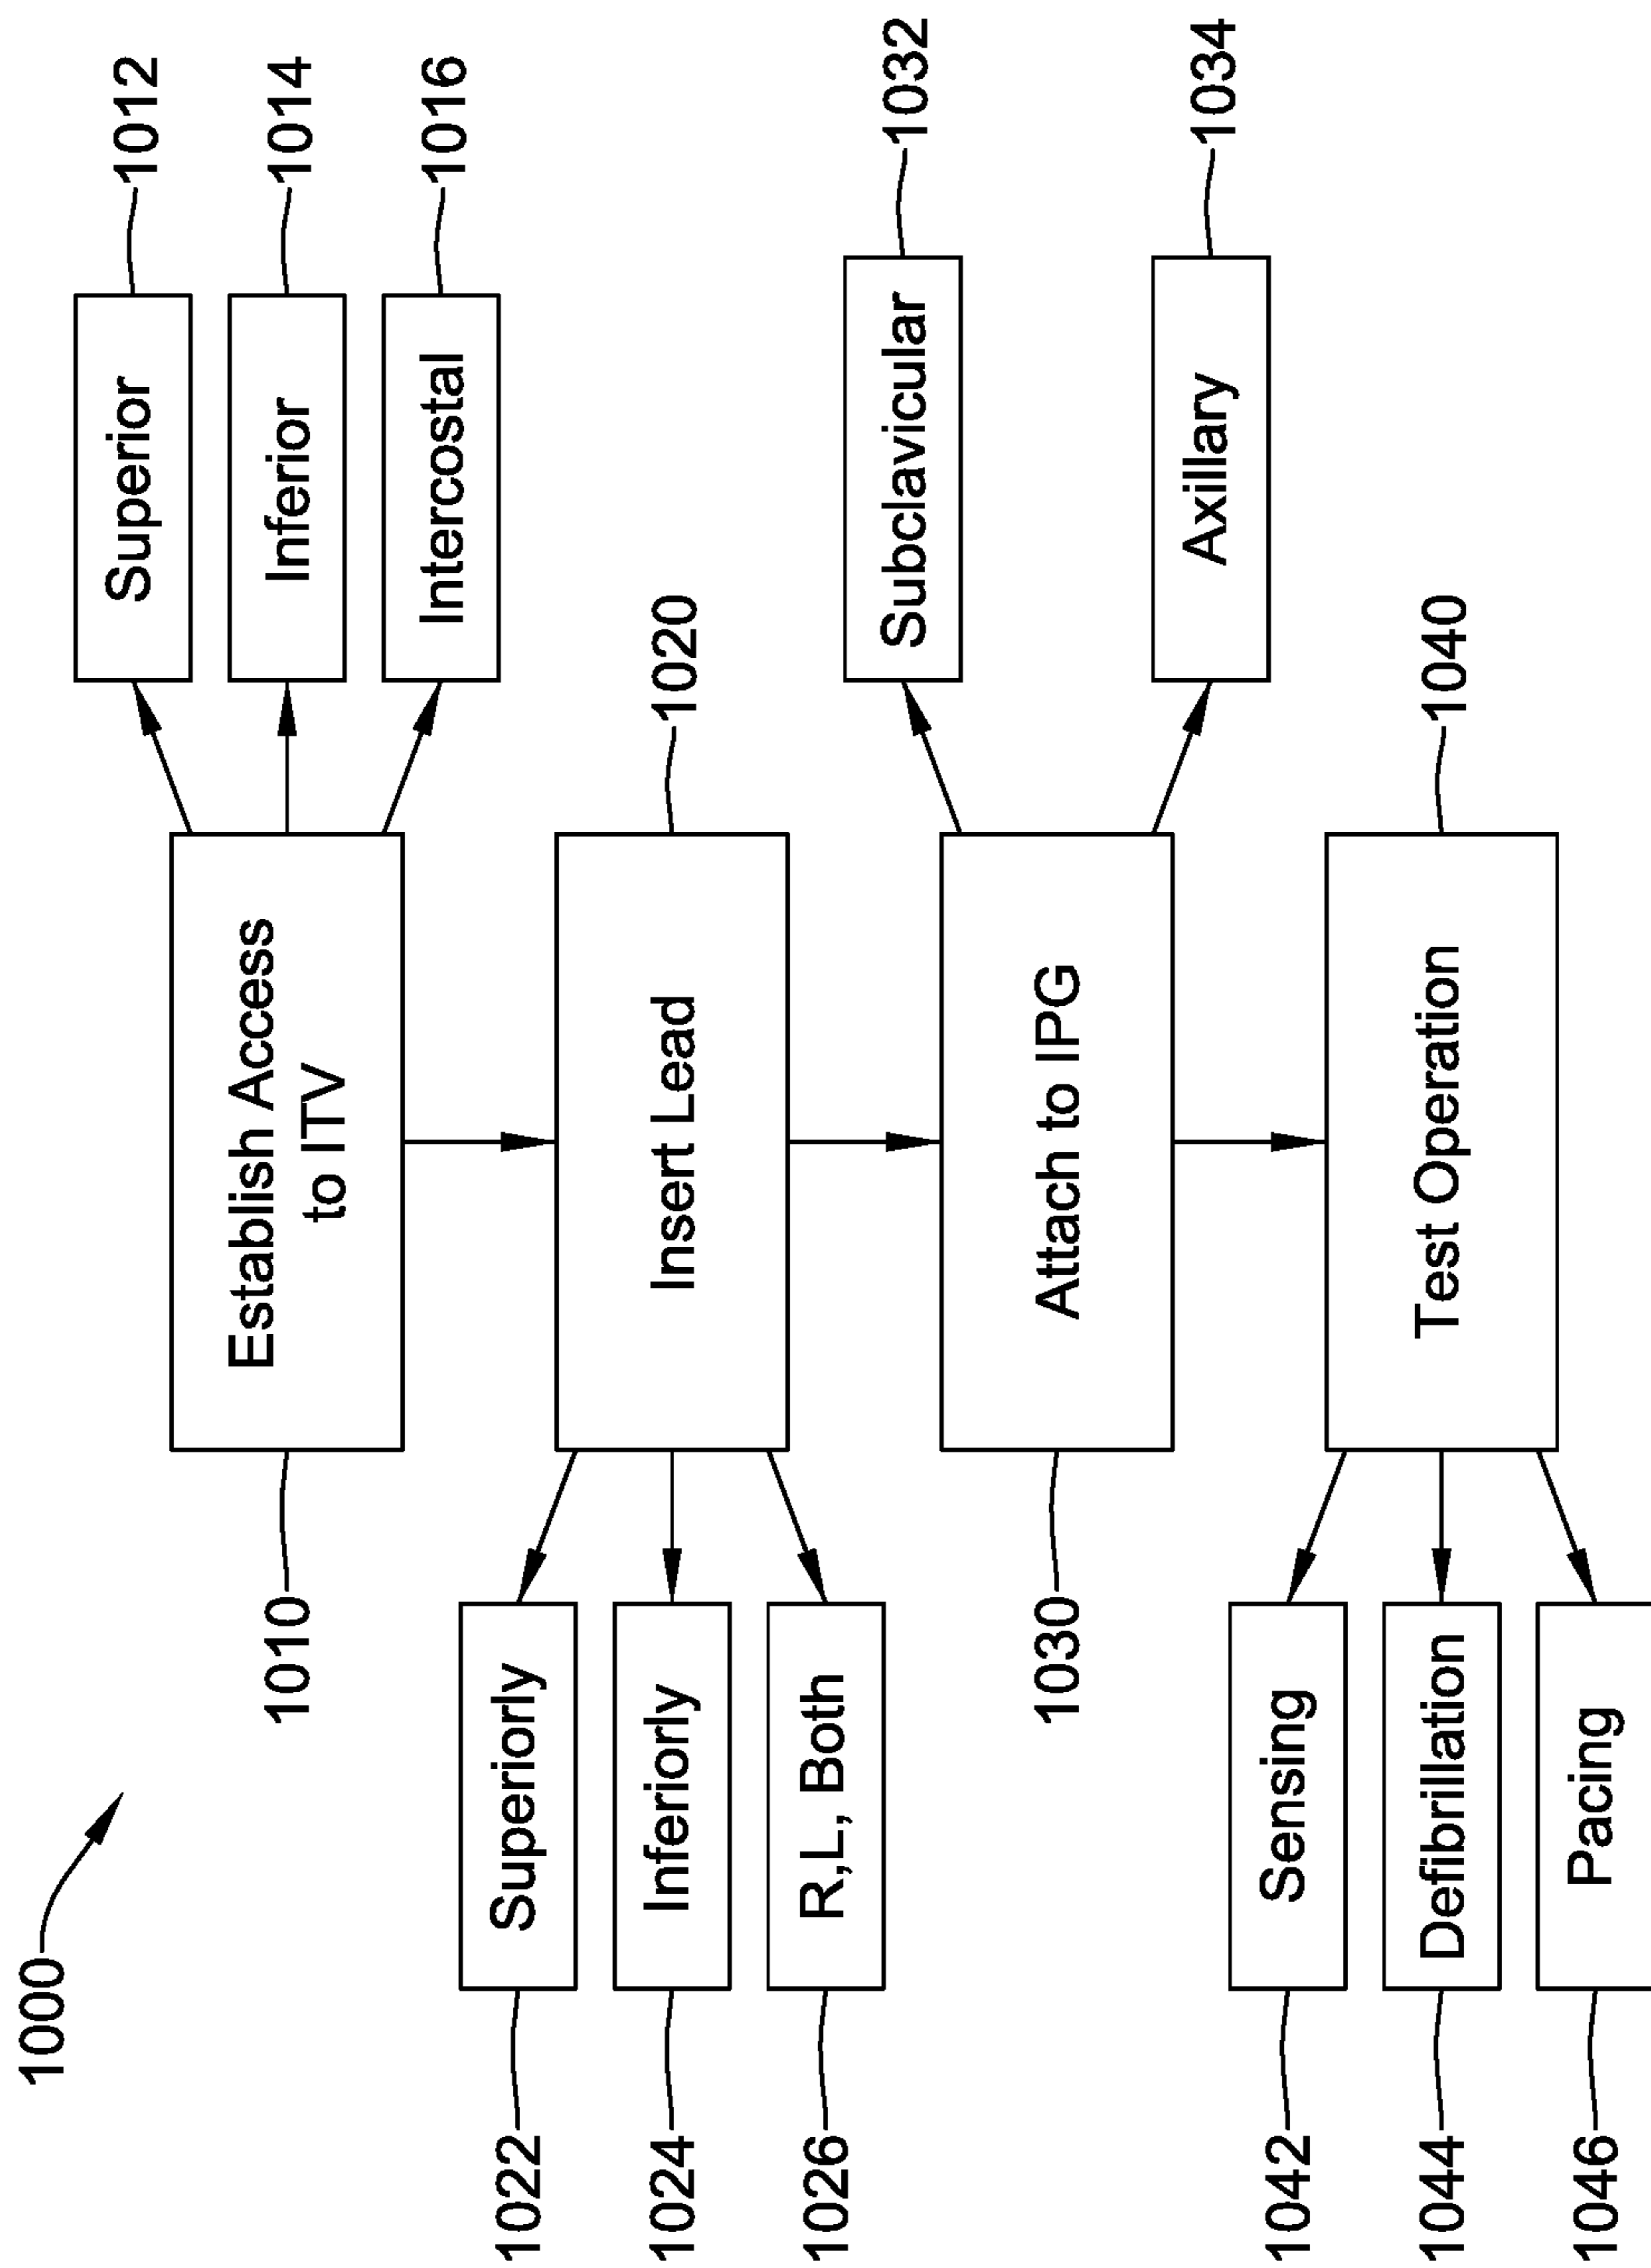 1000
1010
Establish Access
to ITV
Superior
1012
Inferior
1014
Intercostal
1016
1020
Insert Lead
1022
Superiorly
1024
Inferiorly
1026
R,L, Both
1030
Attach to IPG
Subclavicular
1032
Axillary
1034
1040
Test Operation
1042
Sensing
1044
Defibrillation
1046
Pacing